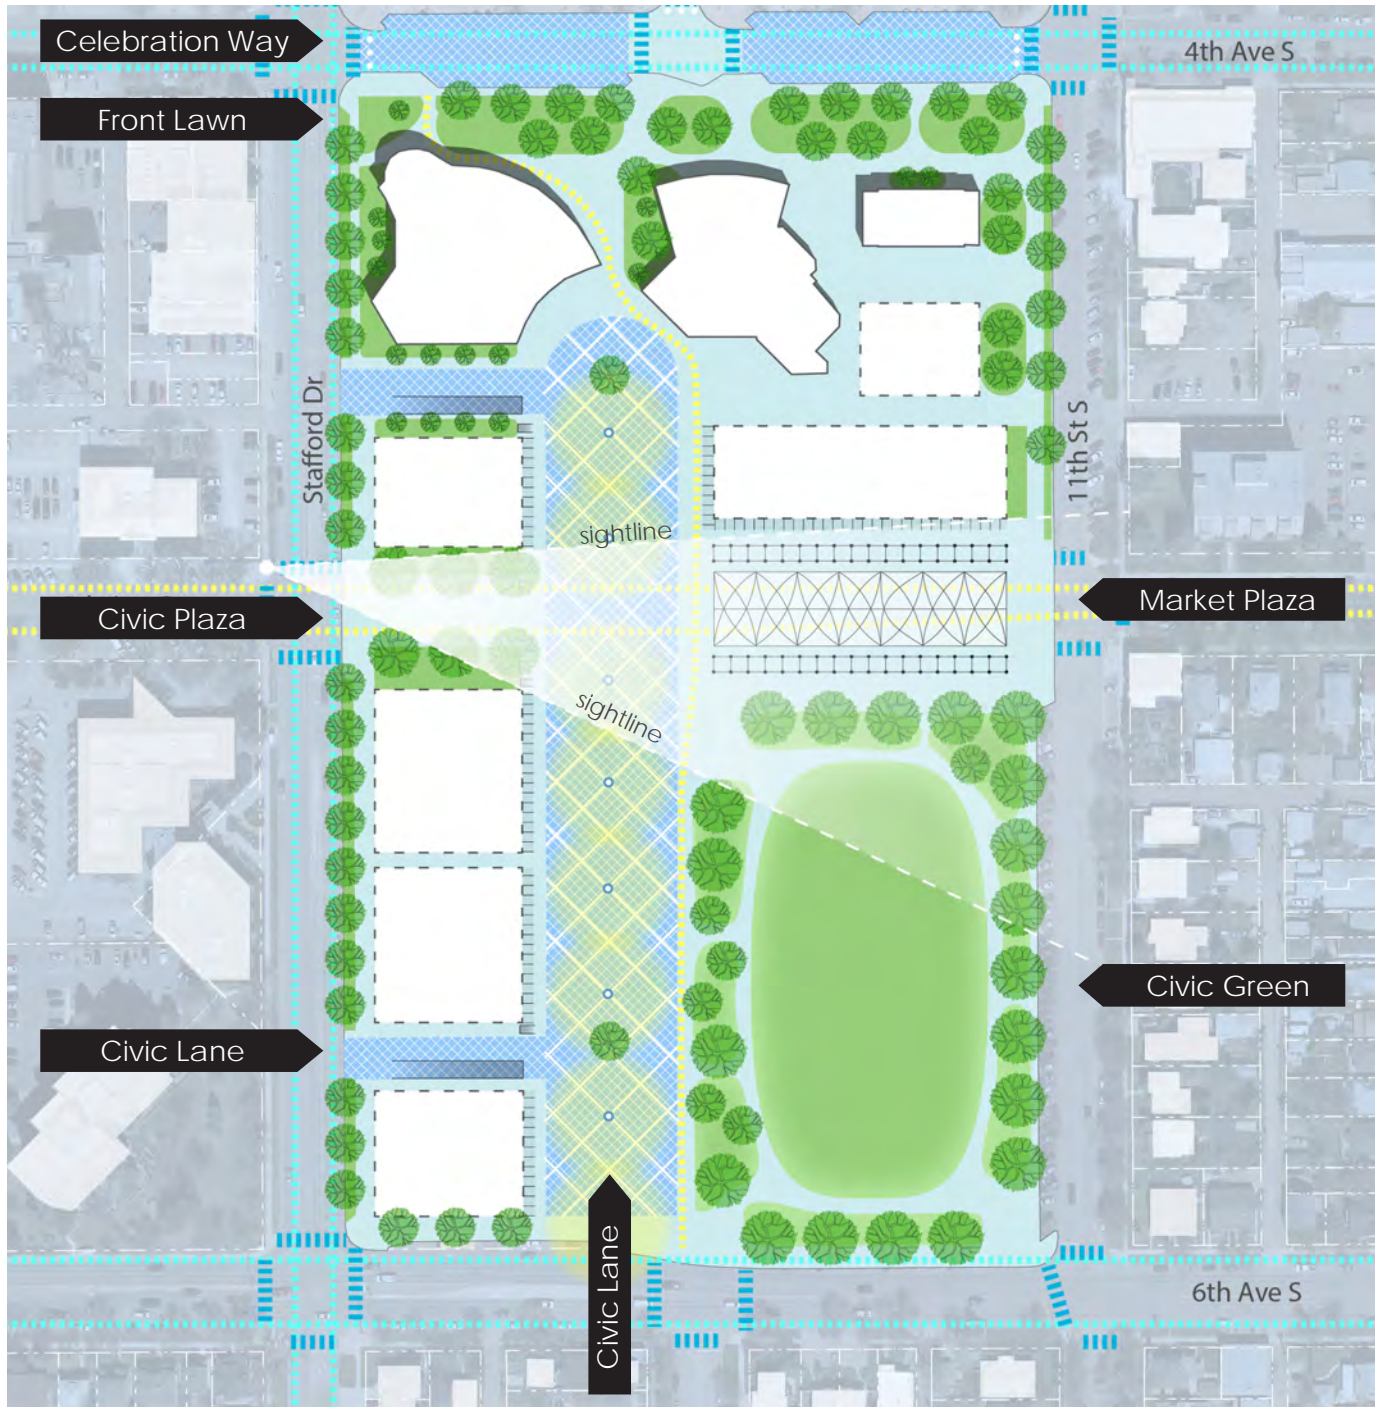 Celebration Way
4th Ave S
Front Lawn
Stafford Dr
11th St S
sightline
Civic Plaza
Market Plaza
sightline
Civic Green
Civic Lane
Civic Lane
6th Ave S